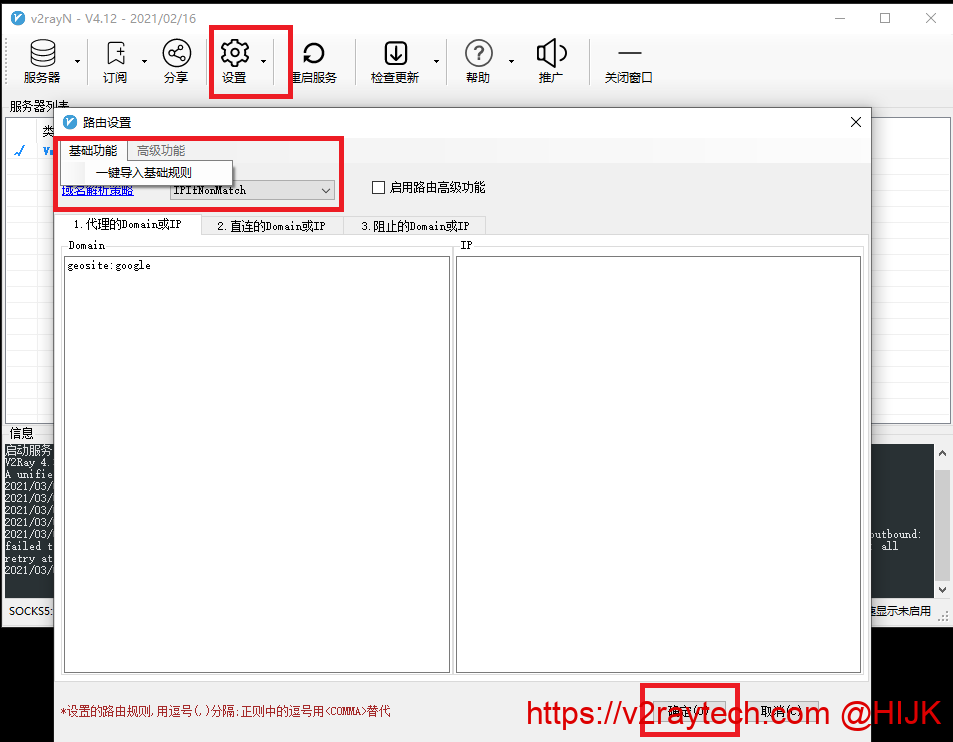 v2rayN - V4.12 - 2021/02/16
服务器 订阅 分享 设置 重启服务 检查更新 帮助 推广 关闭窗口
服务器列表
路由设置
基础功能 高级功能
一键导入基础规则
域名解析策略 IPIfNonMatch 启用路由高级功能
1.代理的Domain或IP 2.直连的Domain或IP 3.阻止的Domain或IP
Domain IP
geosite:google
信息
启动服务
V2Ray 4.
A unifie
2021/03/
2021/03/
2021/03/
2021/03/
2021/03/ outbound:
failed t all
retry at
2021/03/
SOCKS5: 速显示未启用
*设置的路由规则,用逗号(,)分隔;正则中的逗号用<COMMA>替代
确定(O) 取消(C)
https://v2raytech.com @HIJK